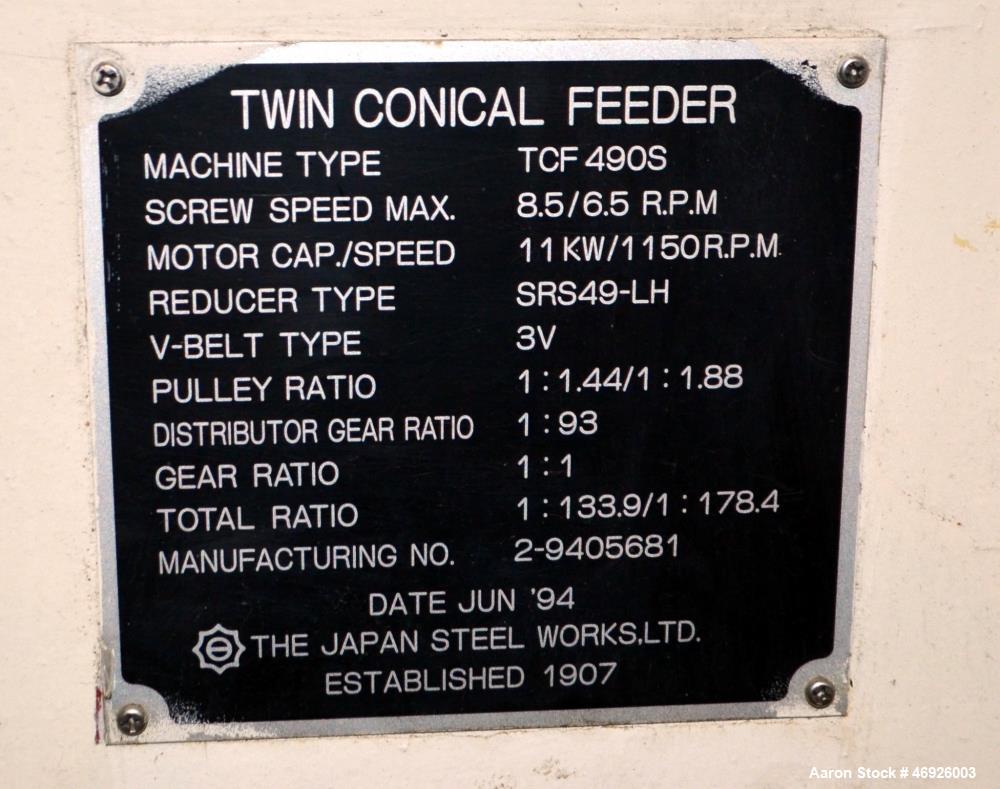 TWIN CONICAL FEEDER
MACHINE TYPE TCF 490S
SCREW SPEED MAX. 8.5/6.5 R.P.M
MOTOR CAP./SPEED 11 KW/1150 R.P.M.
REDUCER TYPE SRS49-LH
V-BELT TYPE 3V
PULLEY RATIO 1 : 1.44/1 : 1.88
DISTRIBUTOR GEAR RATIO 1 : 93
GEAR RATIO 1 : 1
TOTAL RATIO 1 : 133.9/1 : 178.4
MANUFACTURING NO. 2-9405681
DATE JUN '94
THE JAPAN STEEL WORKS,LTD.
ESTABLISHED 1907
Aaron Stock # 46926003